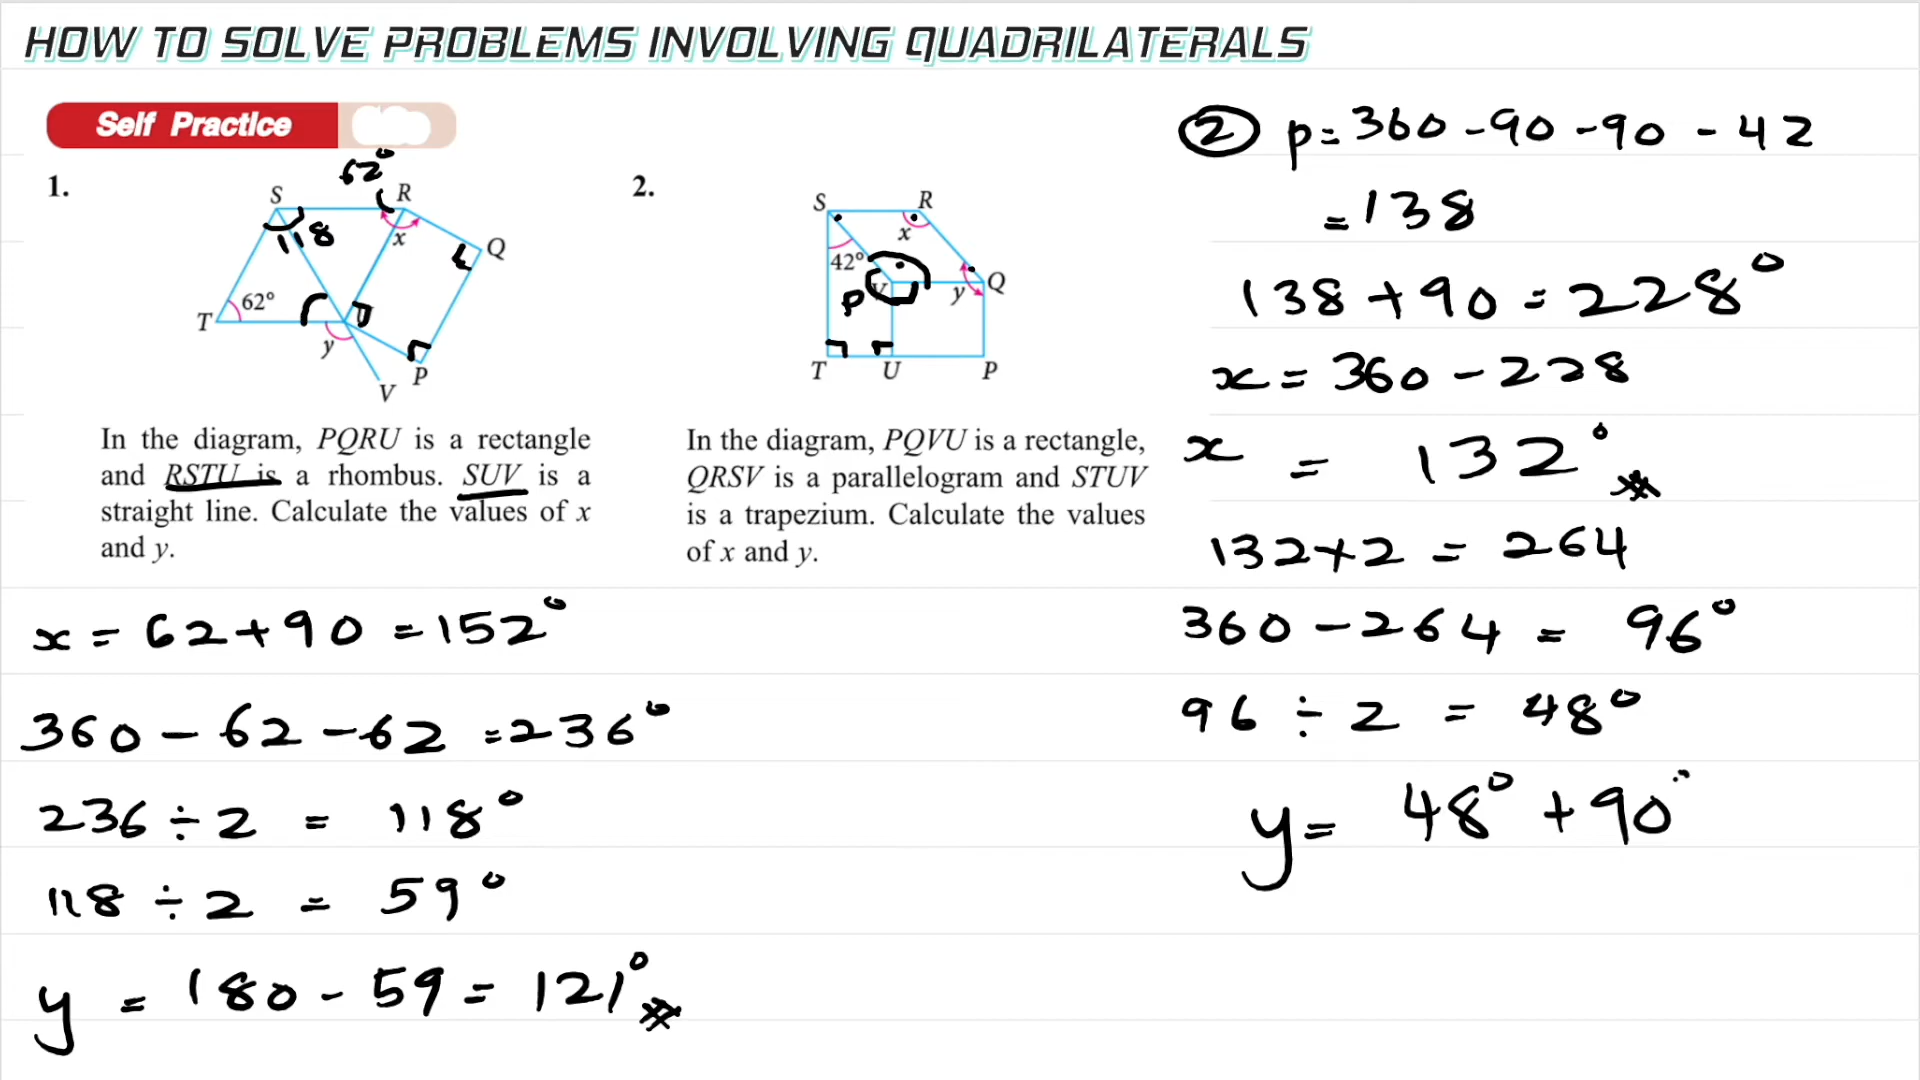 HOW TO SOLVE PROBLEMS INVOLVING QUADRILATERALS
Self Practice
1.
62°
S
R
118
x
Q
T
62°
y
P
V
In the diagram, PQRU is a rectangle
and RSTU is a rhombus. SUV is a
straight line. Calculate the values of x
and y.
x = 62 + 90 = 152°
360 - 62 - 62 = 236°
236 ÷ 2 = 118°
118 ÷ 2 = 59°
y = 180 - 59 = 121°
2.
S
R
x
42°
P
V
y
Q
T
U
P
In the diagram, PQVU is a rectangle,
QRSV is a parallelogram and STUV
is a trapezium. Calculate the values
of x and y.
2 p = 360 - 90 - 90 - 42
= 138
138 + 90 = 228°
x = 360 - 228
x = 132°
132 + 2 = 264
360 - 264 = 96°
96 ÷ 2 = 48°
y = 48° + 90°